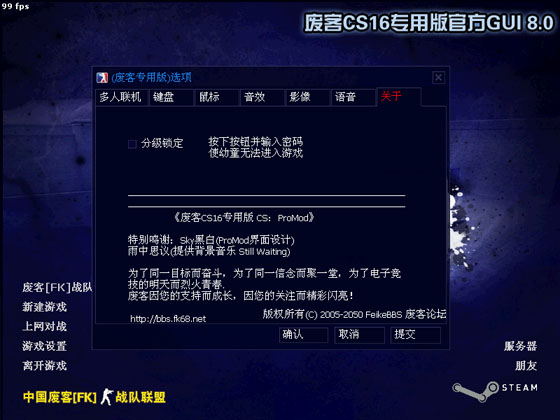 99 fps
废客CS16专用版官方GUI 8.0
(废客专用版)选项
多人联机 键盘 鼠标 音效 影像 语音 关于
分级锁定
按下按钮并输入密码
使幼童无法进入游戏
《废客CS16专用版 CS：ProMod》
特别鸣谢：Sky黑白(ProMod界面设计)
雨中思议(提供背景音乐 Still Waiting)
为了同一目标而奋斗，为了同一信念而聚一堂，为了电子竞
技的明天而烈火青春，
废客因您的支持而成长，因您的关注而精彩闪亮！
http://bbs.fk68.net
版权所有(C) 2005-2050 FeikeBBS 废客论坛
确认 取消 提交
废客[FK]战队
新建游戏
上网对战
游戏设置
离开游戏
服务器
朋友
中国废客[FK] 战队联盟
STEAM